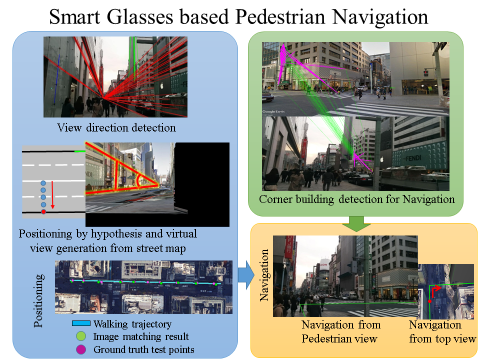 Smart Glasses based Pedestrian Navigation
View direction detection
Positioning by hypothesis and virtual
view generation from street map
Positioning
Walking trajectory
Image matching result
Ground truth test points
Corner building detection for Navigation
Navigation
Navigation from
Pedestrian view
Navigation
from top view